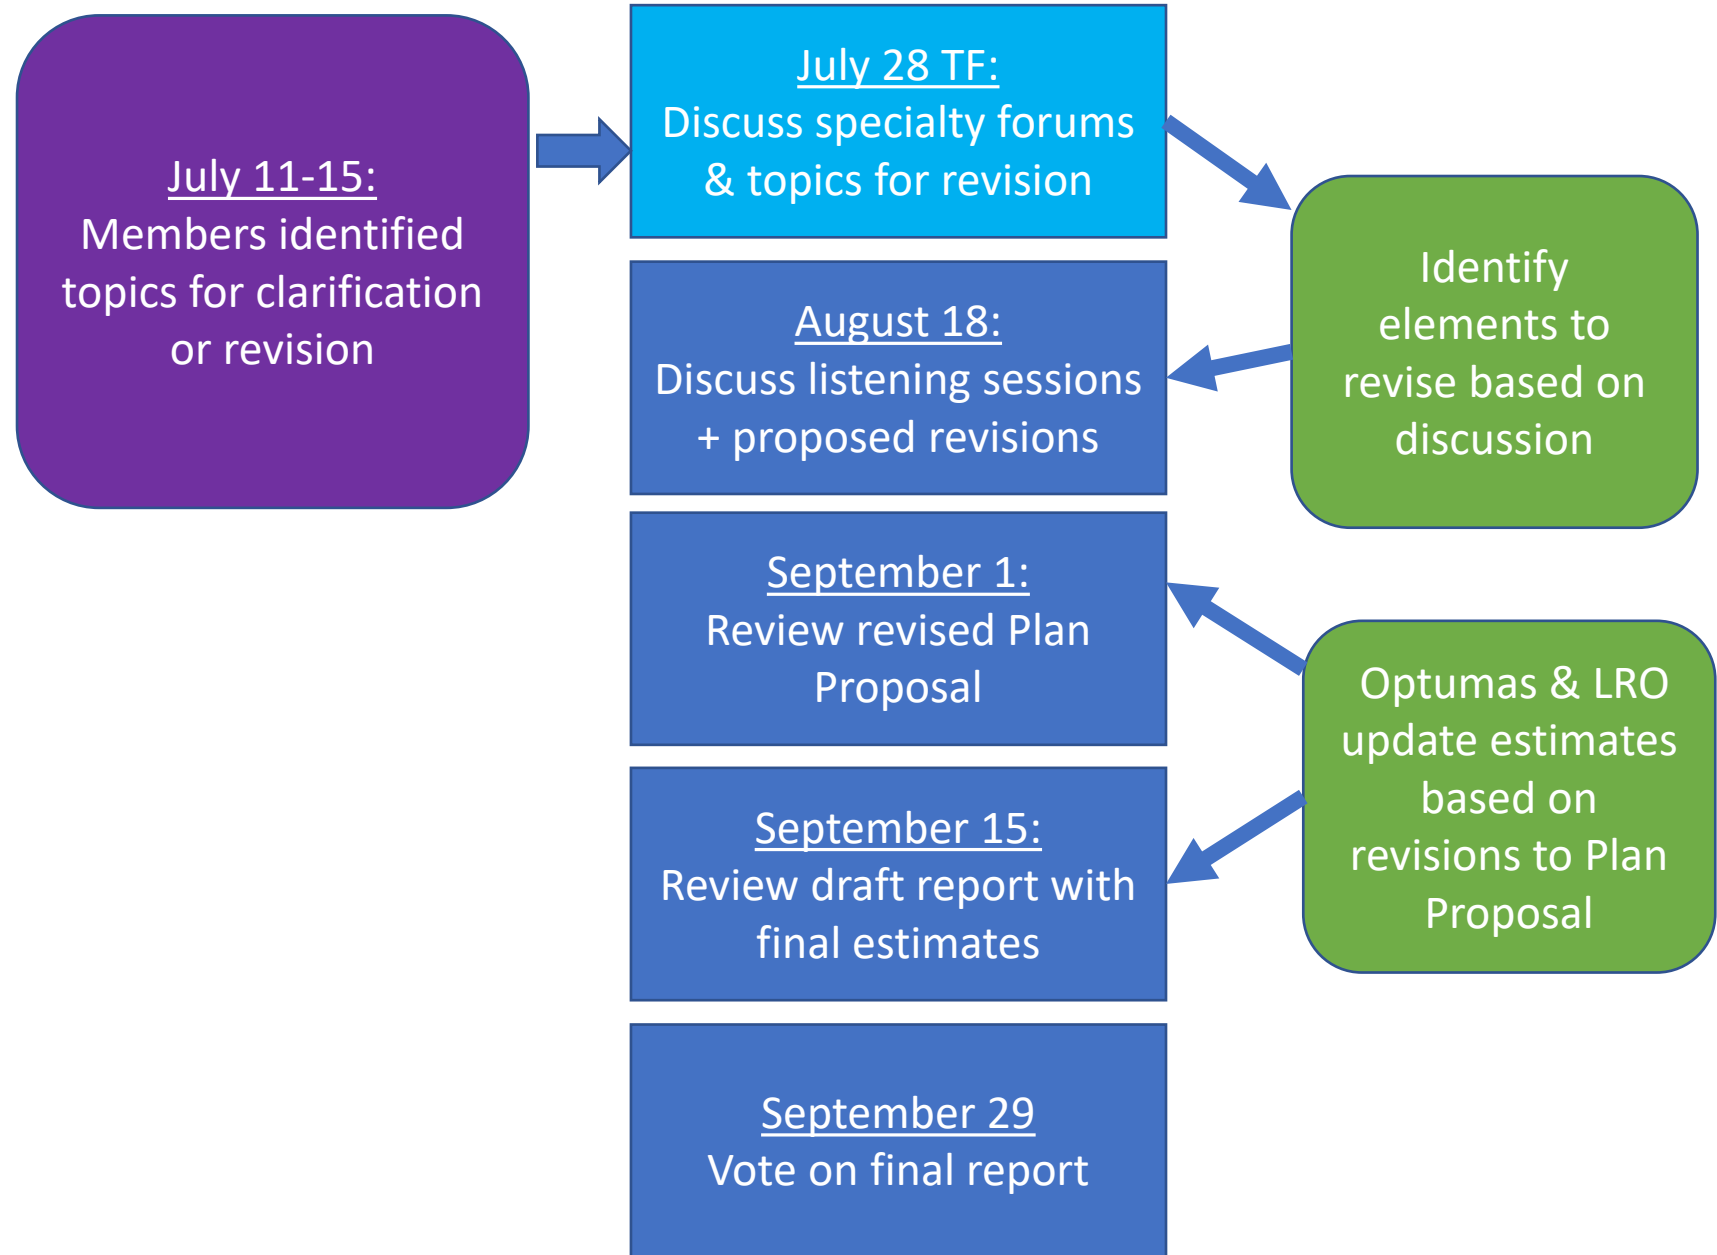 July 11-15:
Members identified
topics for clarification
or revision
July 28 TF:
Discuss specialty forums
& topics for revision
Identify
elements to
revise based on
discussion
August 18:
Discuss listening sessions
+ proposed revisions
September 1:
Review revised Plan
Proposal
Optumas & LRO
update estimates
based on
revisions to Plan
Proposal
September 15:
Review draft report with
final estimates
September 29
Vote on final report